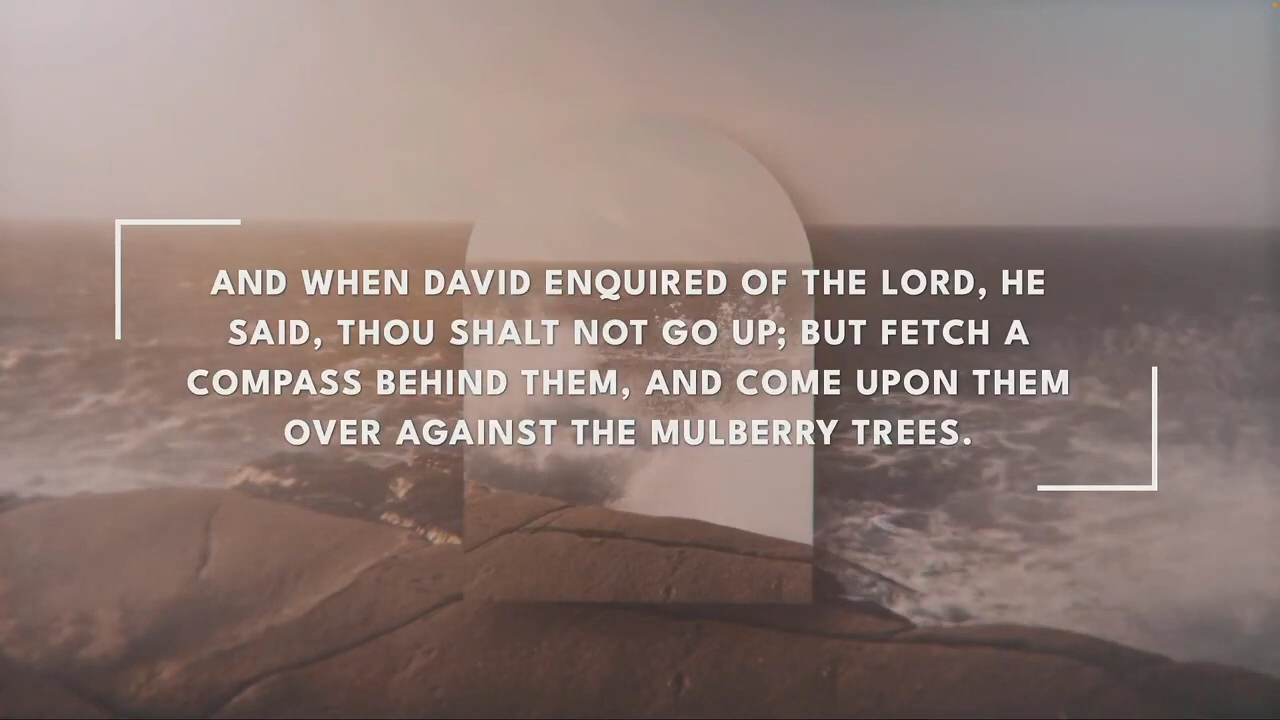 AND WHEN DAVID ENQUIRED OF THE LORD, HE
SAID, THOU SHALT NOT GO UP; BUT FETCH A
COMPASS BEHIND THEM, AND COME UPON THEM
OVER AGAINST THE MULBERRY TREES.